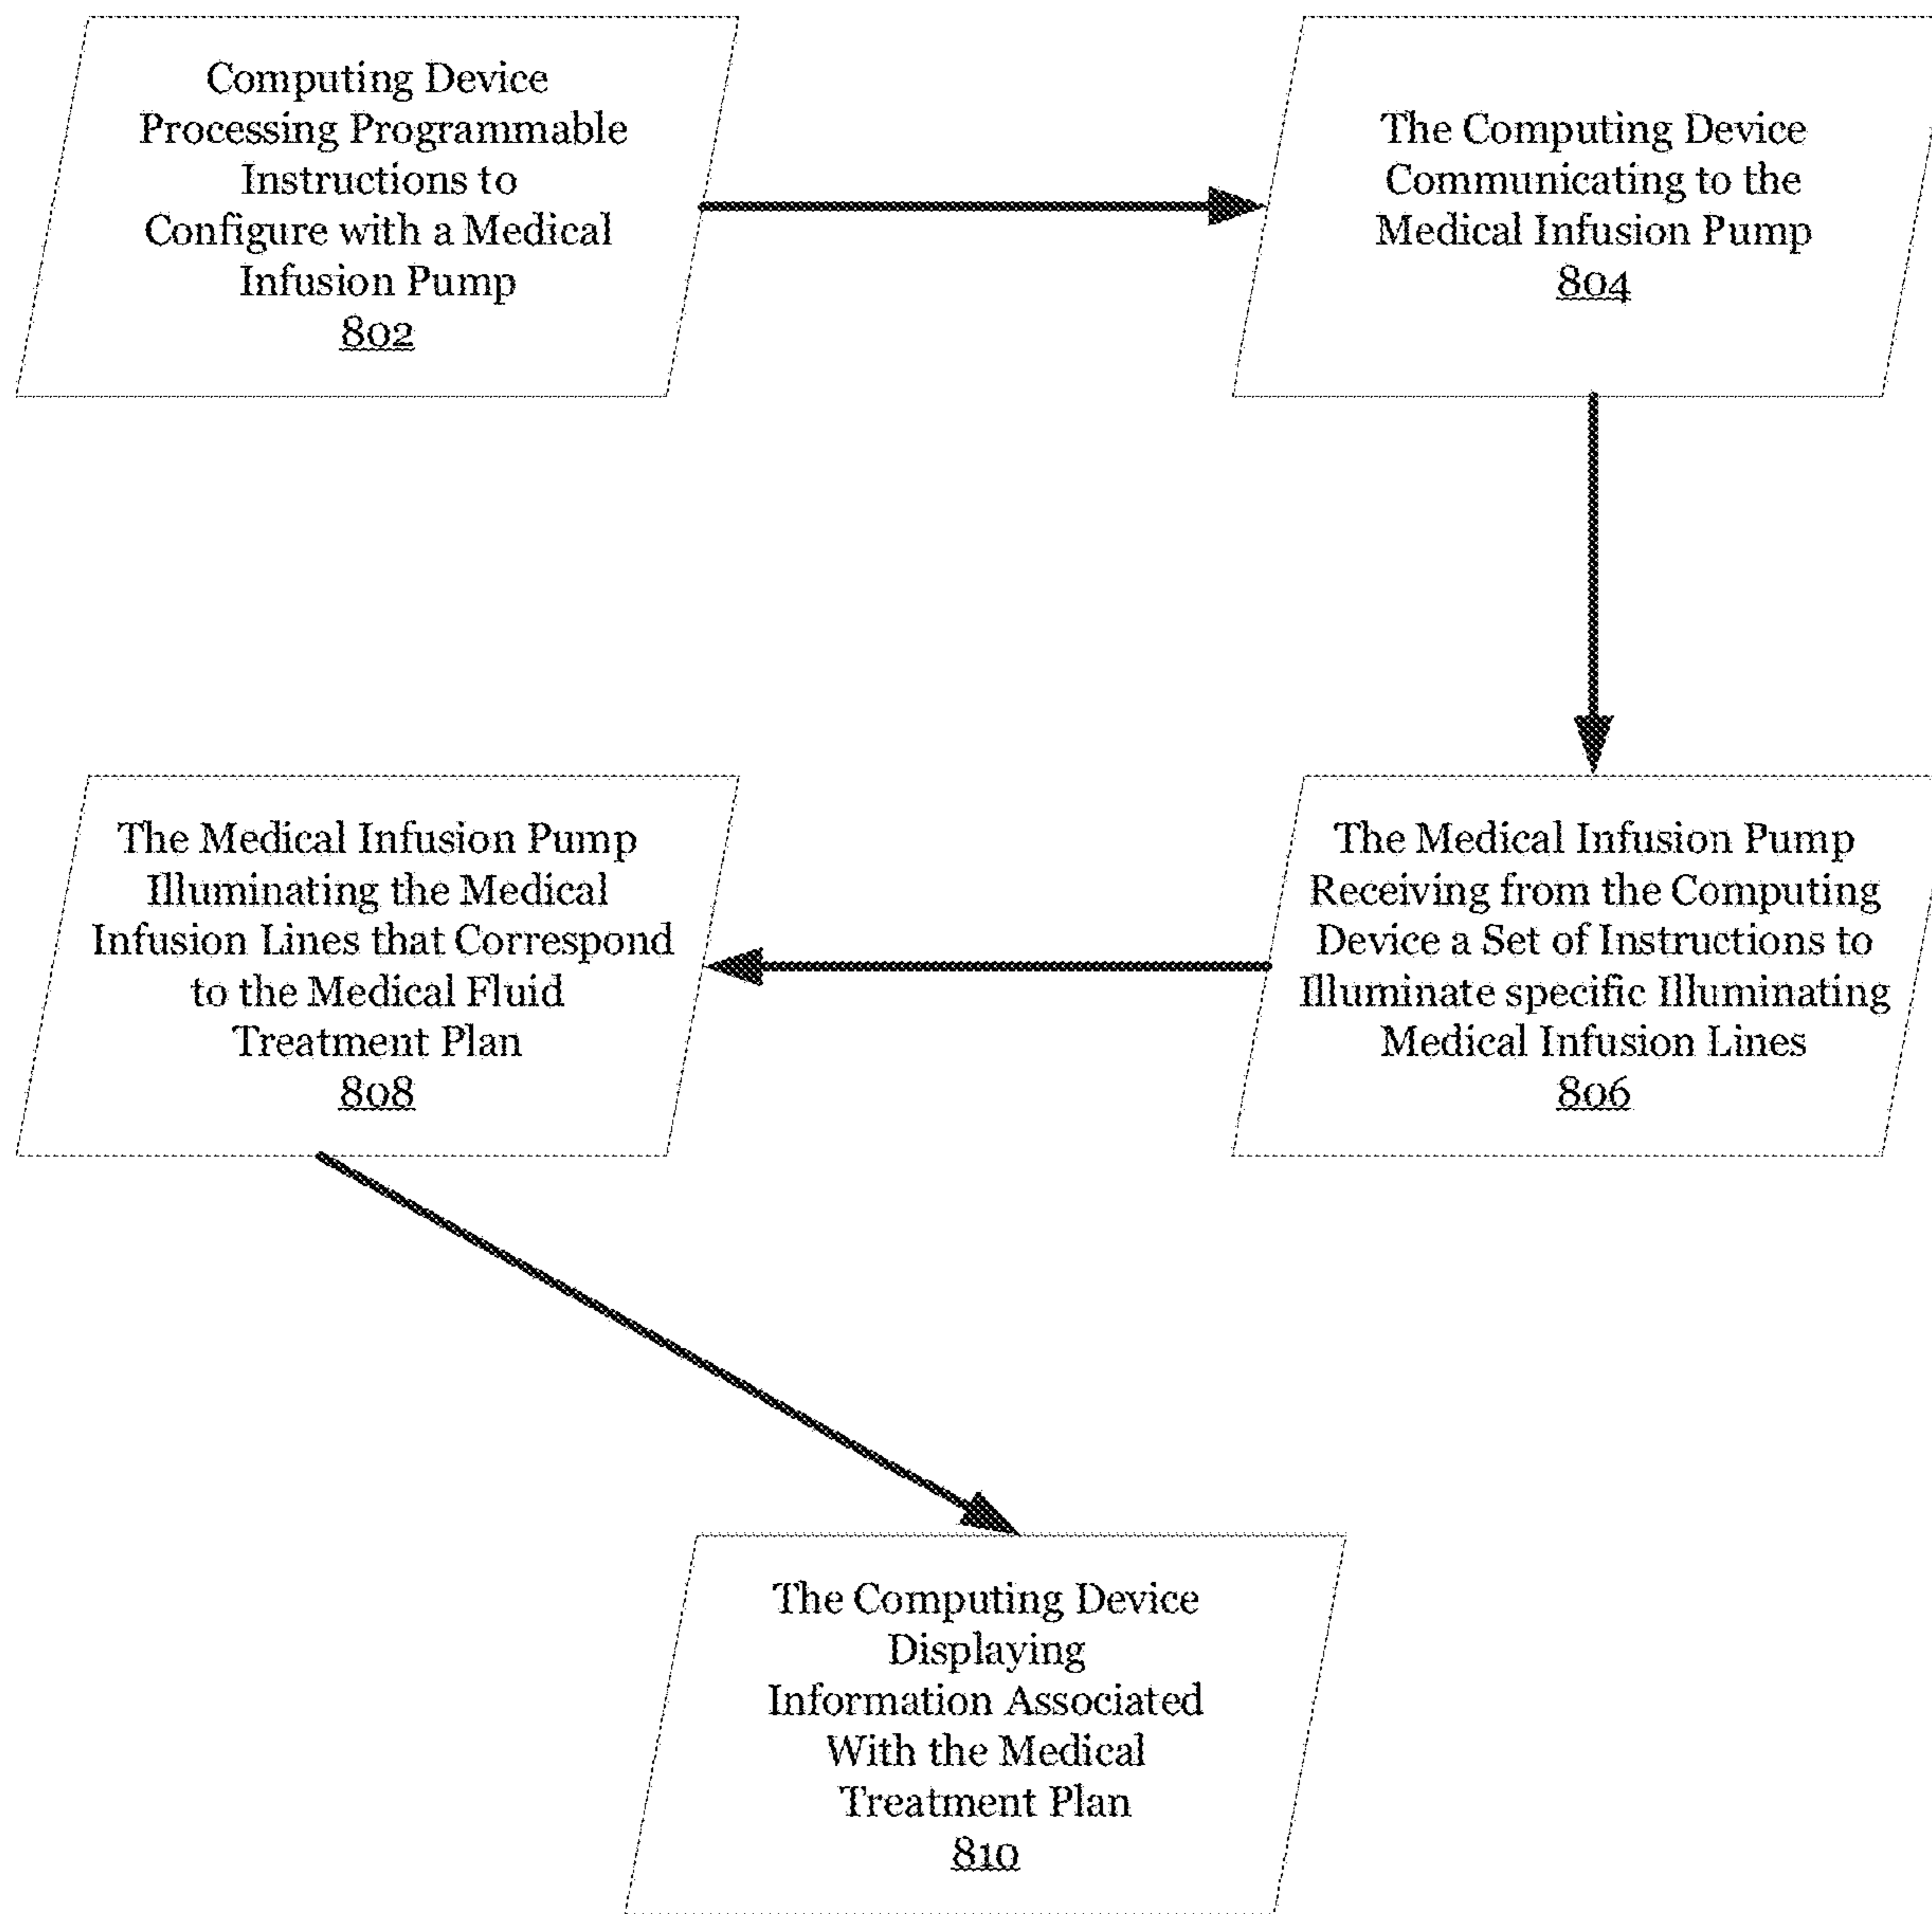 Computing Device
Processing Programmable
Instructions to
Configure with a Medical
Infusion Pump
802
The Computing Device
Communicating to the
Medical Infusion Pump
804
The Medical Infusion Pump
Receiving from the Computing
Device a Set of Instructions to
Illuminate specific Illuminating
Medical Infusion Lines
806
The Medical Infusion Pump
Illuminating the Medical
Infusion Lines that Correspond
to the Medical Fluid
Treatment Plan
808
The Computing Device
Displaying
Information Associated
With the Medical
Treatment Plan
810